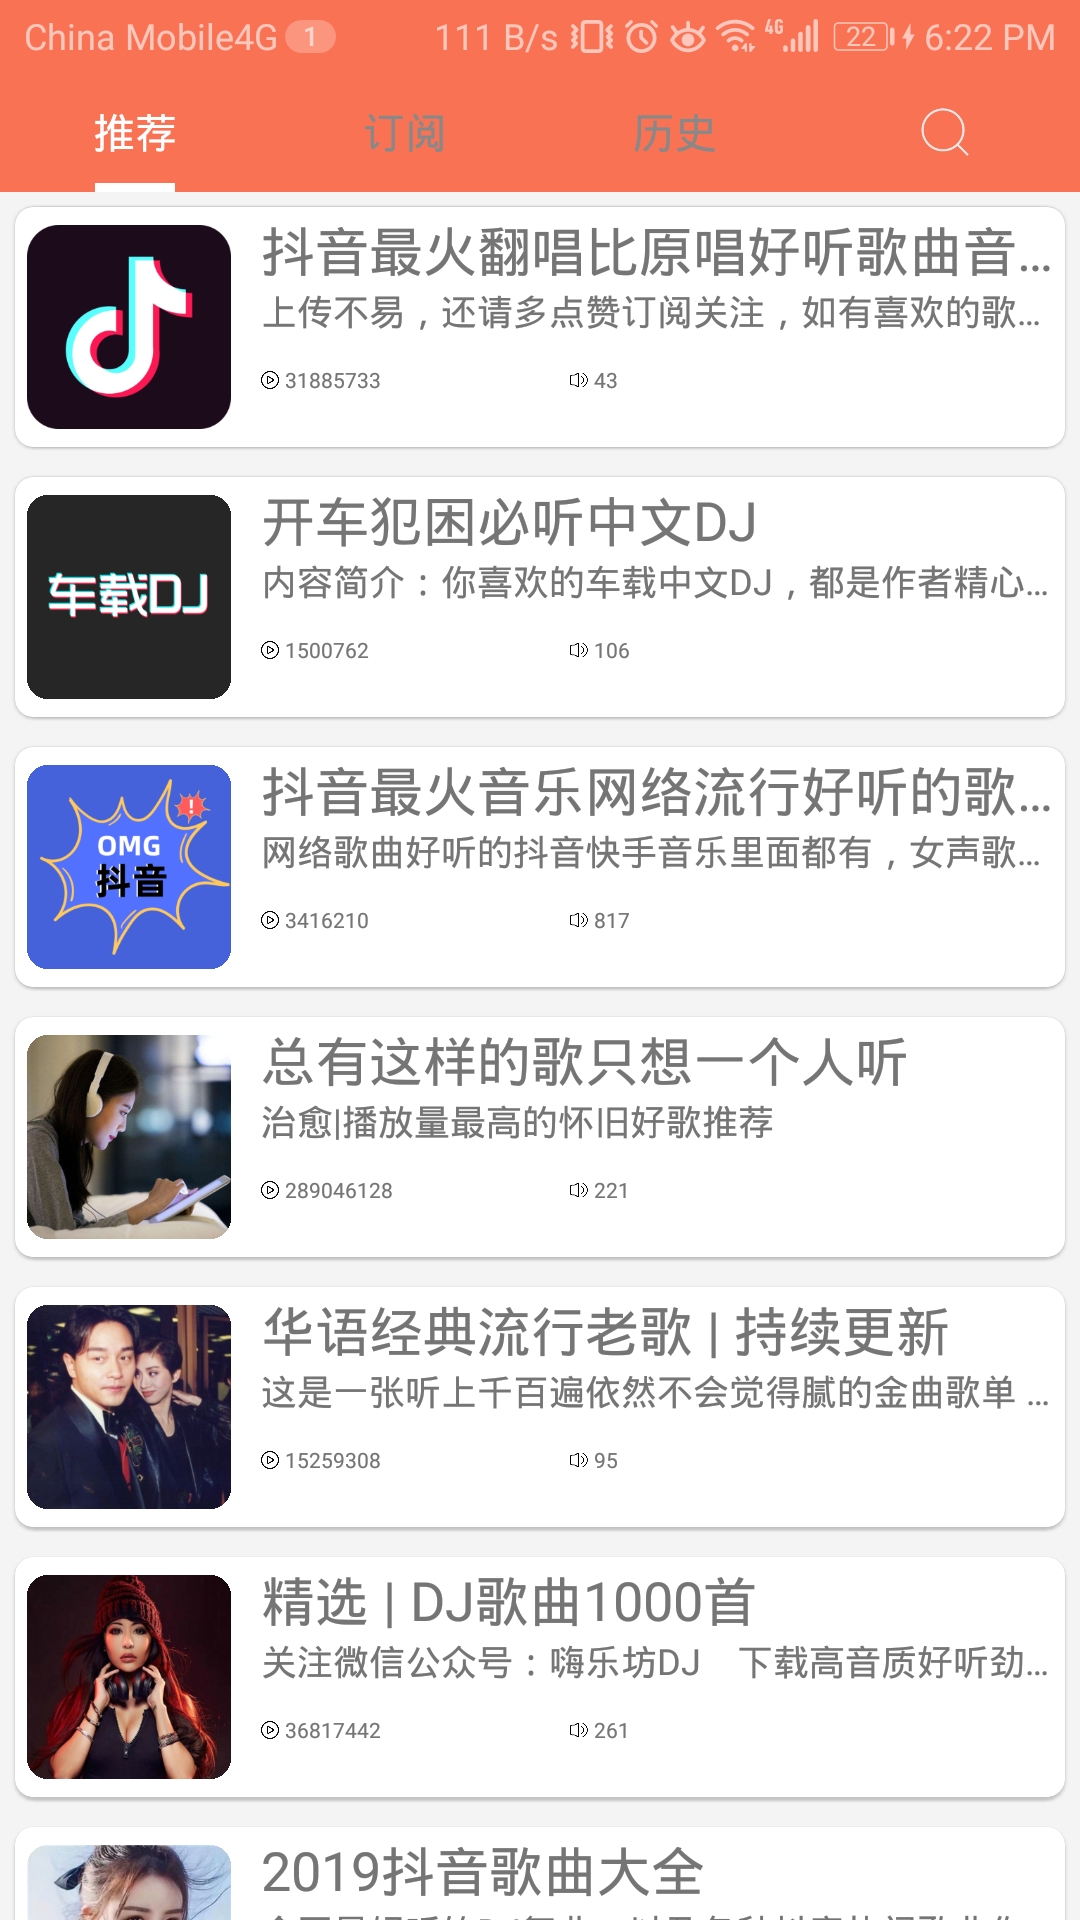 China Mobile4G 1 111 B/s 4G 22 6:22 PM
推荐 订阅 历史
抖音最火翻唱比原唱好听歌曲音...
上传不易，还请多点赞订阅关注，如有喜欢的歌...
31885733 43
车载DJ
开车犯困必听中文DJ
内容简介：你喜欢的车载中文DJ，都是作者精心...
1500762 106
OMG
抖音
!
抖音最火音乐网络流行好听的歌...
网络歌曲好听的抖音快手音乐里面都有，女声歌...
3416210 817
总有这样的歌只想一个人听
治愈|播放量最高的怀旧好歌推荐
289046128 221
华语经典流行老歌 | 持续更新
这是一张听上千百遍依然不会觉得腻的金曲歌单 ...
15259308 95
精选 | DJ歌曲1000首
关注微信公众号：嗨乐坊DJ　下载高音质好听劲...
36817442 261
2019抖音歌曲大全